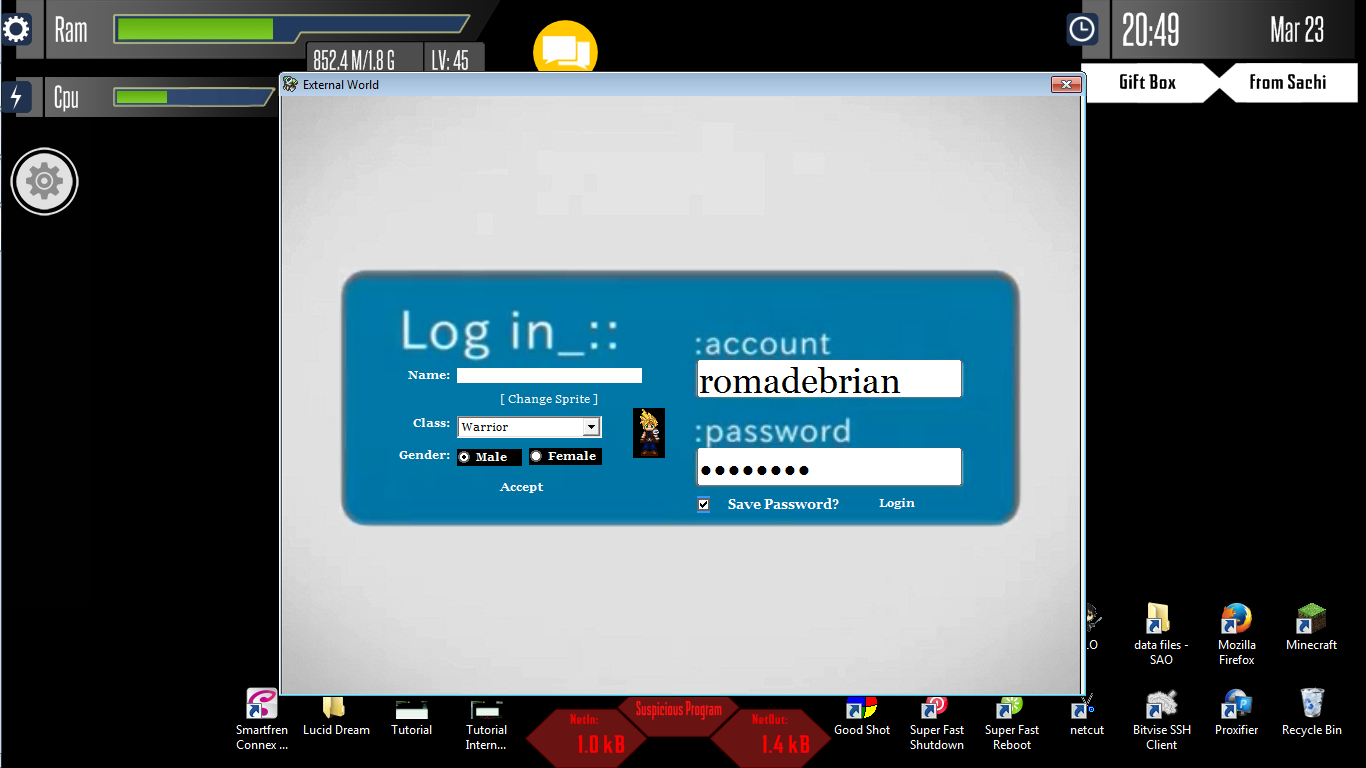 Ram
852.4 M/1.8 G
LV: 45
Cpu
20:49
Mar 23
Gift Box
From Sachi
External World
Log in_::
Name:
[ Change Sprite ]
Class:
Warrior
Gender:
Male
Female
Accept
:account
romadebrian
:password
Save Password?
Login
data files -
SAO
Mozilla
Firefox
Minecraft
Smartfren
Connex ...
Lucid Dream
Tutorial
Tutorial
Intern...
Suspicious Program
NetIn:
1.0 kB
NetOut:
1.4 kB
Good Shot
Super Fast
Shutdown
Super Fast
Reboot
netcut
Bitvise SSH
Client
Proxifier
Recycle Bin